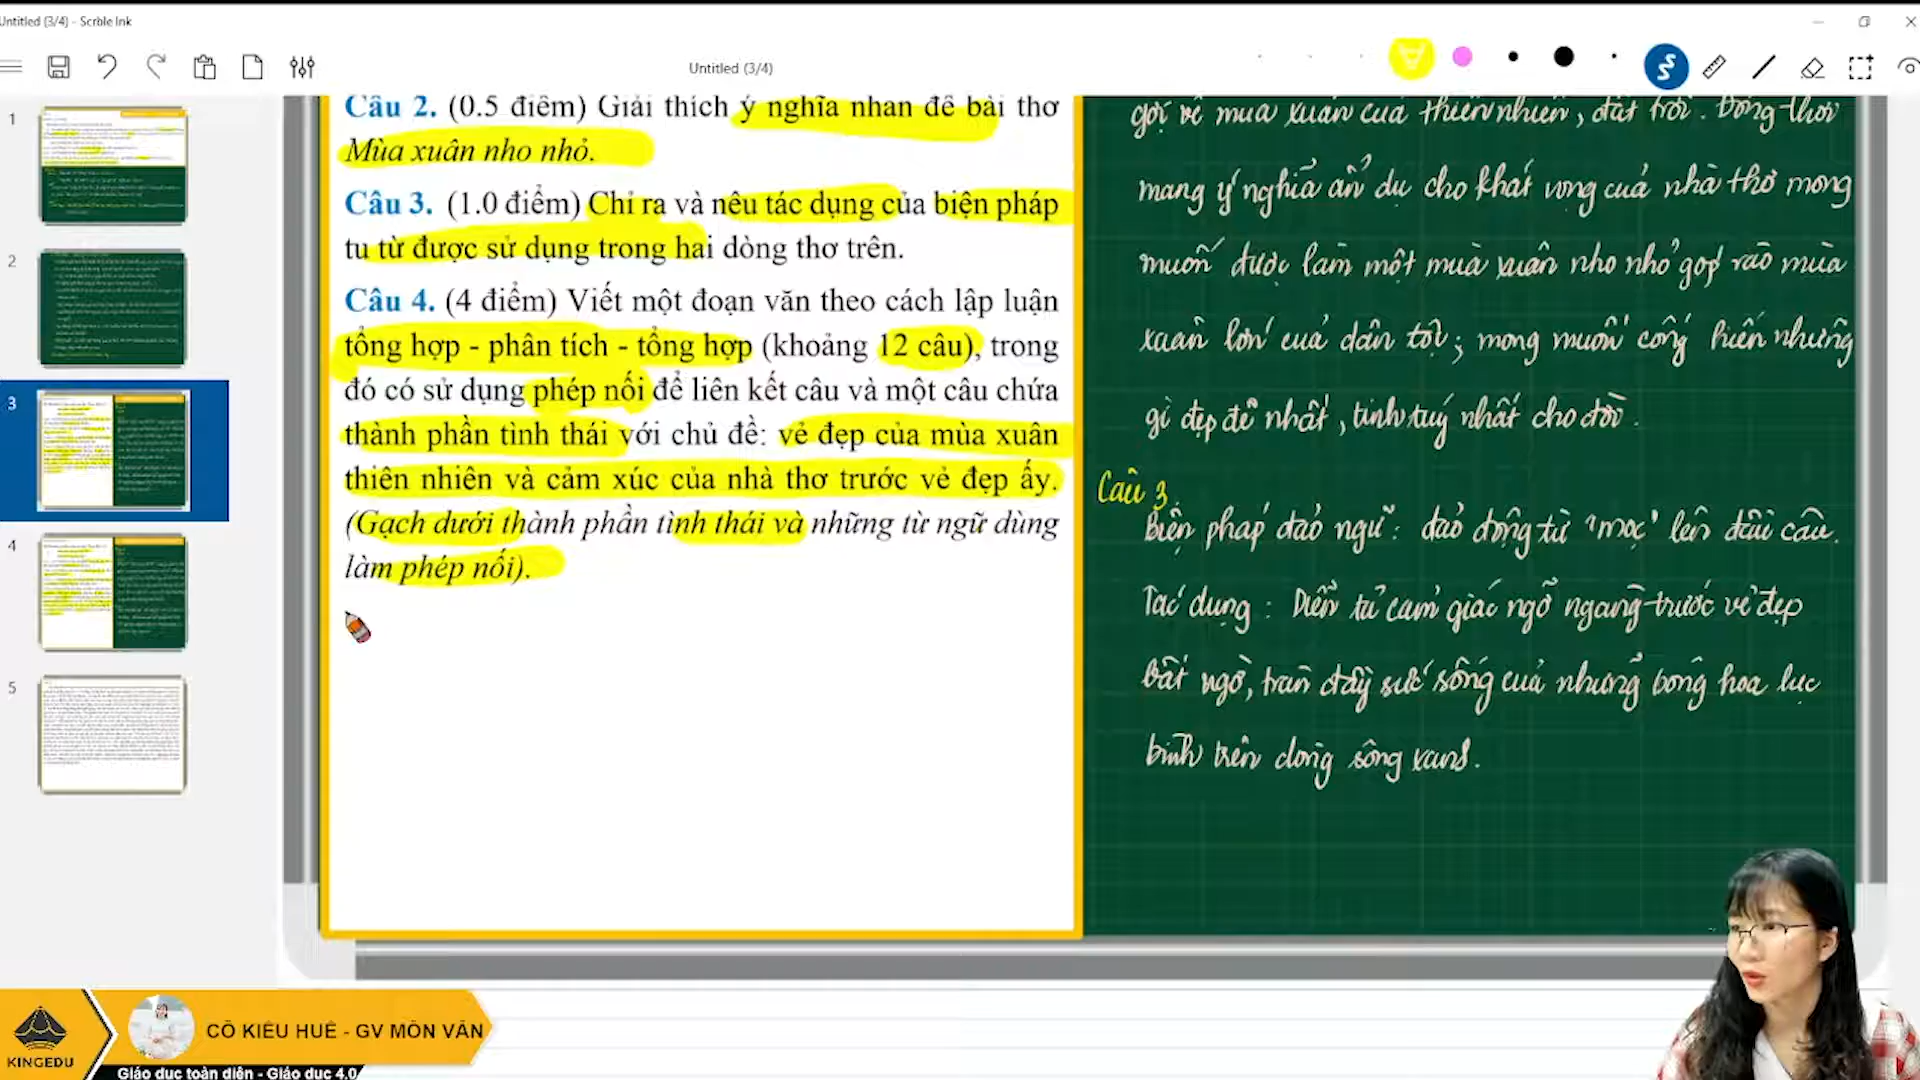 Untitled (3/4) - Scrble Ink
Untitled (3/4)
1
2
3
4
5
Câu 2. (0.5 điểm) Giải thích ý nghĩa nhan đề bài thơ
Mùa xuân nho nhỏ.
Câu 3. (1.0 điểm) Chỉ ra và nêu tác dụng của biện pháp
tu từ được sử dụng trong hai dòng thơ trên.
Câu 4. (4 điểm) Viết một đoạn văn theo cách lập luận
tổng hợp - phân tích - tổng hợp (khoảng 12 câu), trong
đó có sử dụng phép nối để liên kết câu và một câu chứa
thành phần tình thái với chủ đề: vẻ đẹp của mùa xuân
thiên nhiên và cảm xúc của nhà thơ trước vẻ đẹp ấy.
(Gạch dưới thành phần tình thái và những từ ngữ dùng
làm phép nối).
gợi về mùa xuân của thiên nhiên, đất trời. Đồng thời
mang ý nghĩa ẩn dụ cho khát vọng của nhà thơ mong
muốn được làm một mùa xuân nho nhỏ góp vào mùa
xuân lớn của dân tộc; mong muốn cống hiến những
gì đẹp đẽ nhất, tinh tuý nhất cho đời.
Câu 3.
Biện pháp đảo ngữ: đảo động từ "mọc" lên đầu câu.
Tác dụng: Diễn tả cảm giác ngỡ ngàng trước vẻ đẹp
bất ngờ, tràn đầy sức sống của những bông hoa lục
bình trên dòng sông xanh.
CÔ KIỀU HUẾ - GV MÔN VĂN
KINGEDU
Giáo dục toàn diện - Giáo dục 4.0